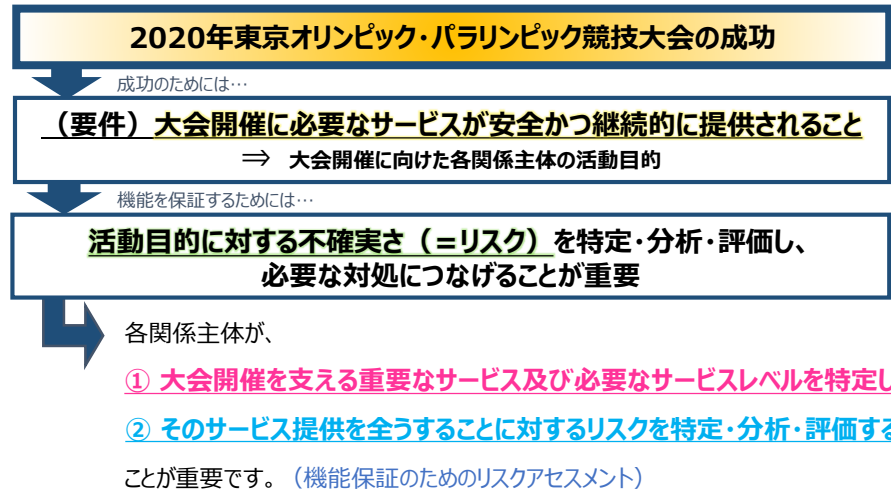 2020年東京オリンピック・パラリンピック競技大会の成功
成功のためには…
（要件）大会開催に必要なサービスが安全かつ継続的に提供されること
⇒ 大会開催に向けた各関係主体の活動目的
機能を保証するためには…
活動目的に対する不確実さ（=リスク）を特定・分析・評価し、
必要な対処につなげることが重要
各関係主体が、
① 大会開催を支える重要なサービス及び必要なサービスレベルを特定し
② そのサービス提供を全うすることに対するリスクを特定・分析・評価する
ことが重要です。（機能保証のためのリスクアセスメント）